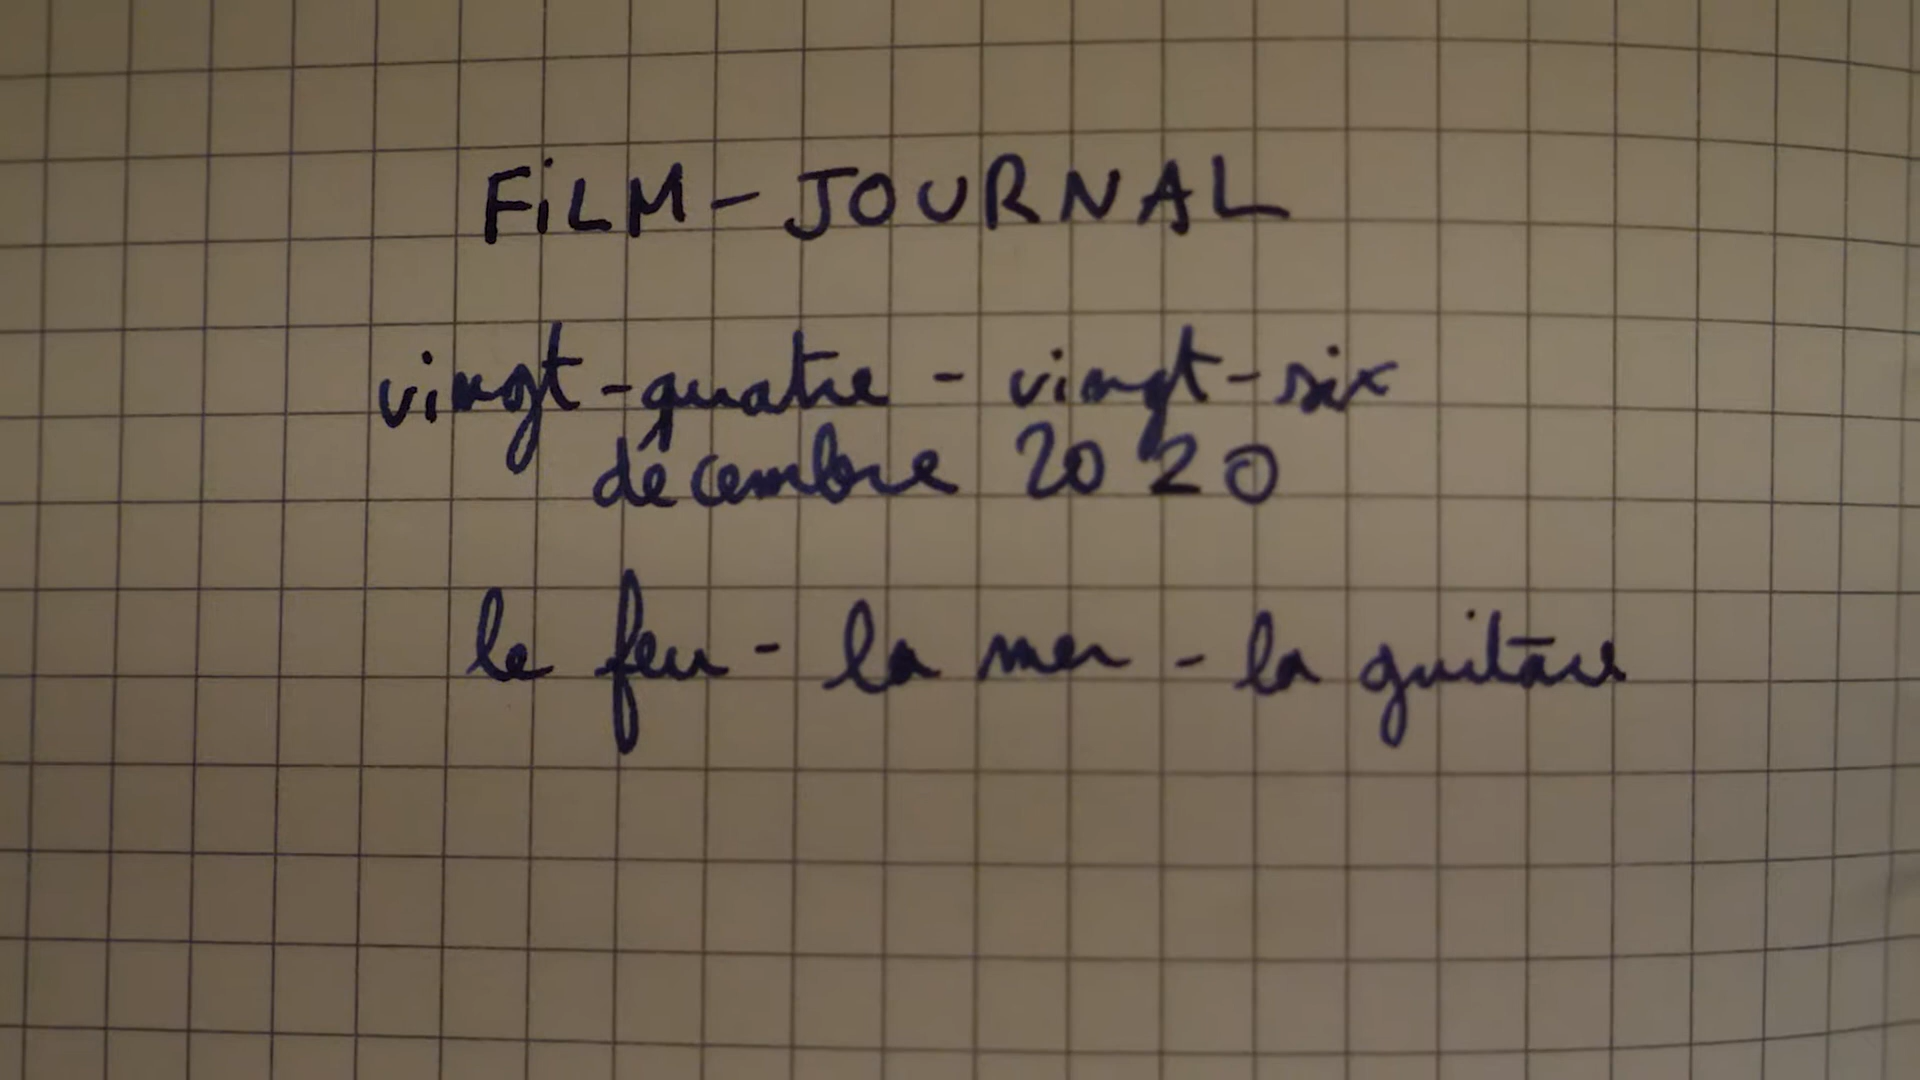 FiLM-JOURNAL
vingt-quatre - vingt-six
décembre 2020
le feu - la mer - la guitare